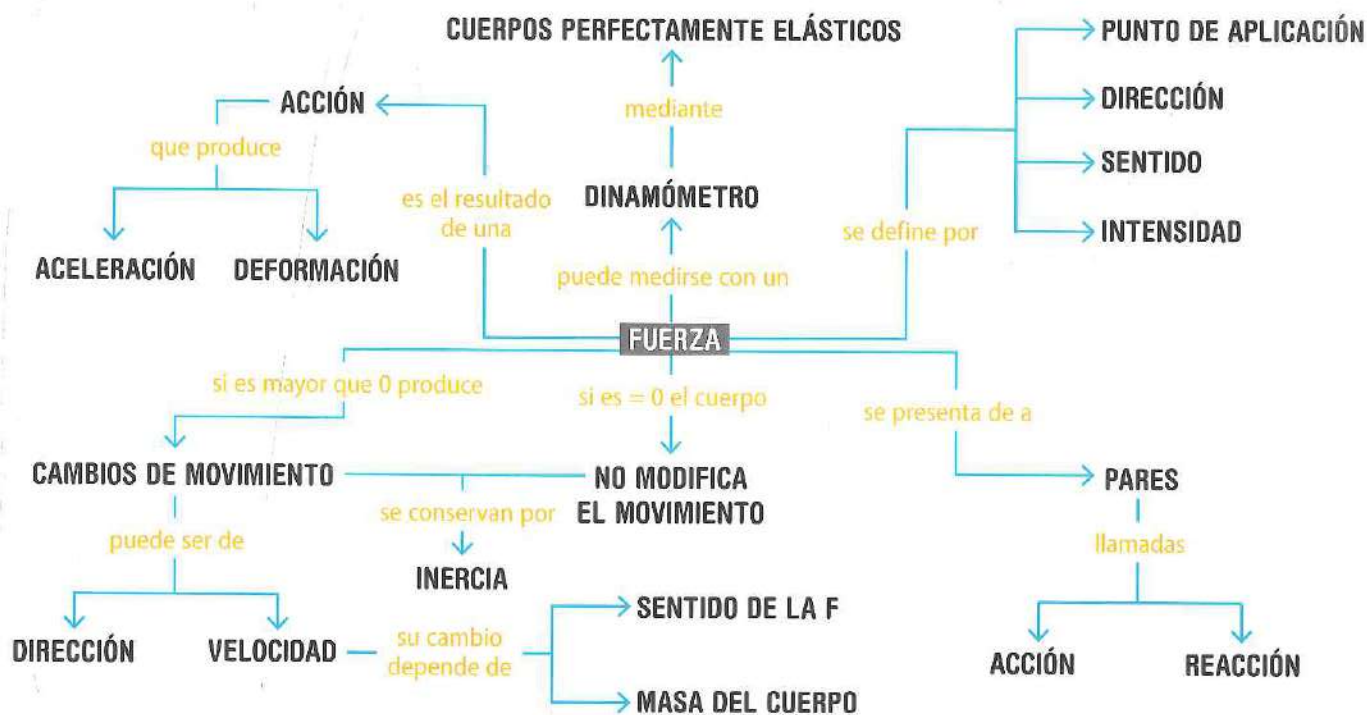 CUERPOS PERFECTAMENTE ELÁSTICOS
mediante
DINAMÓMETRO
puede medirse con un
FUERZA
ACCIÓN
que produce
ACELERACIÓN
DEFORMACIÓN
es el resultado
de una
se define por
PUNTO DE APLICACIÓN
DIRECCIÓN
SENTIDO
INTENSIDAD
si es mayor que 0 produce
CAMBIOS DE MOVIMIENTO
puede ser de
DIRECCIÓN
VELOCIDAD
su cambio
depende de
SENTIDO DE LA F
MASA DEL CUERPO
si es = 0 el cuerpo
NO MODIFICA
EL MOVIMIENTO
se conservan por
INERCIA
se presenta de a
PARES
llamadas
ACCIÓN
REACCIÓN